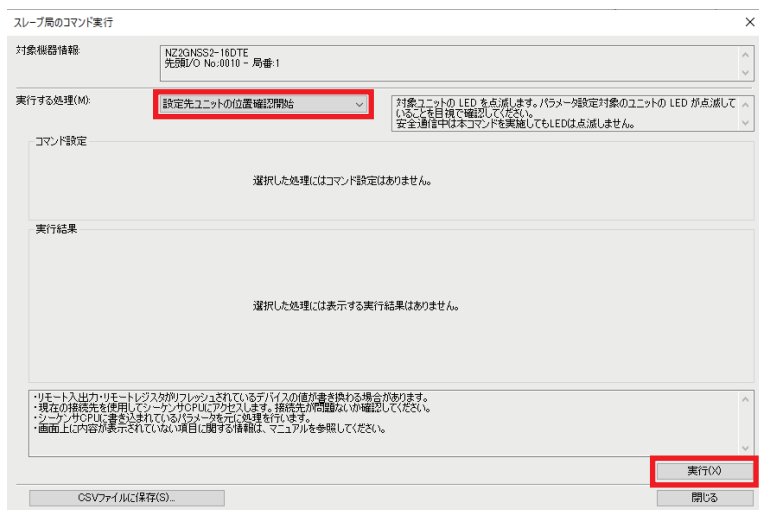 スレーブ局のコマンド実行
対象機器情報:
NZ2GNSS2-16DTE
先頭I/O No.:0010 - 局番:1
実行する処理(M):
設定先ユニットの位置確認開始
対象ユニットの LED を点滅します。パラメータ設定対象のユニットの LED が点滅して
いることを目視で確認してください。
安全通信中は本コマンドを実施してもLEDは点滅しません。
コマンド設定
選択した処理にはコマンド設定はありません。
実行結果
選択した処理には表示する実行結果はありません。
・リモート入出力・リモートレジスタがリフレッシュされているデバイスの値が書き換わる場合があります。
・現在の接続先を使用してシーケンサCPUにアクセスします。接続先が問題ないか確認してください。
・シーケンサCPUに書き込まれているパラメータを元に処理を行います。
・画面上に内容が表示されていない項目に関する情報は、マニュアルを参照してください。
実行(X)
CSVファイルに保存(S)...
閉じる